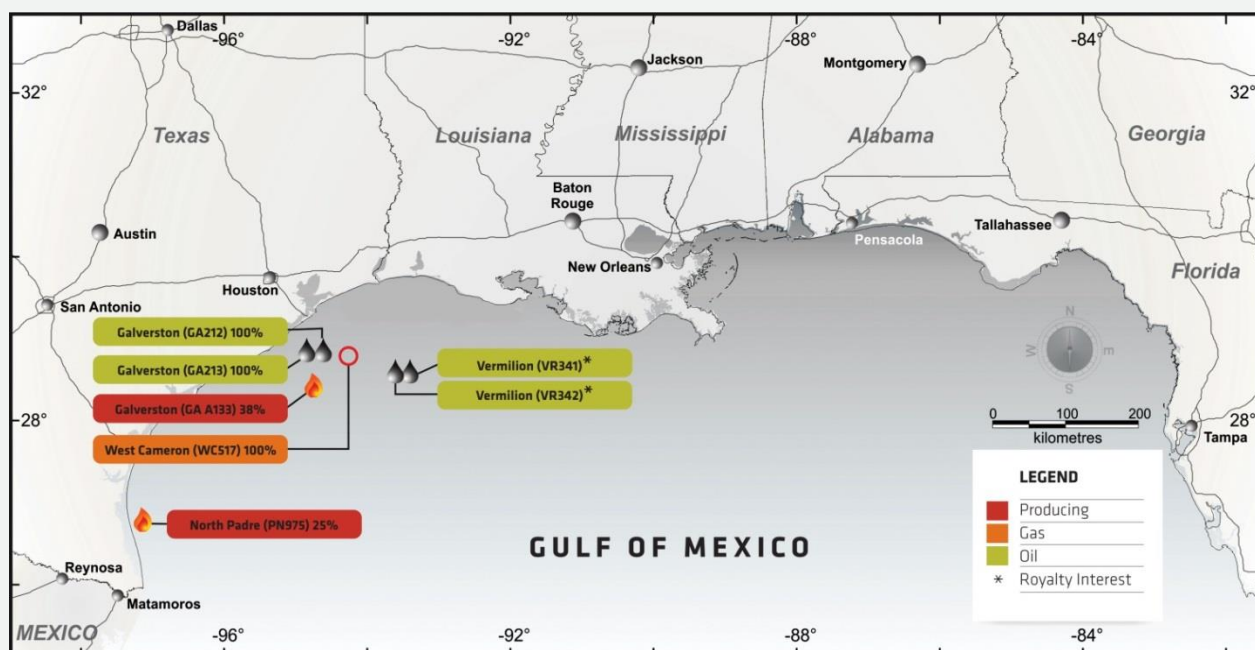 Dallas
-96°
-92°
-88°
-84°
Jackson
Montgomery
32°
32°
Texas
Louisiana
Mississippi
Alabama
Georgia
Baton
Rouge
Austin
Tallahassee
Pensacola
New Orleans
Houston
Florida
San Antonio
N
W
m
S
Galverston (GA212) 100%
Galverston (GA213) 100%
Vermilion (VR341)*
Vermilion (VR342)*
Galverston (GA A133) 38%
West Cameron (WC517) 100%
0 100 200
kilometres
28°
28°
Tampa
LEGEND
Producing
Gas
Oil
* Royalty Interest
North Padre (PN975) 25%
GULF OF MEXICO
Reynosa
Matamoros
MEXICO
-96°
-92°
-88°
-84°